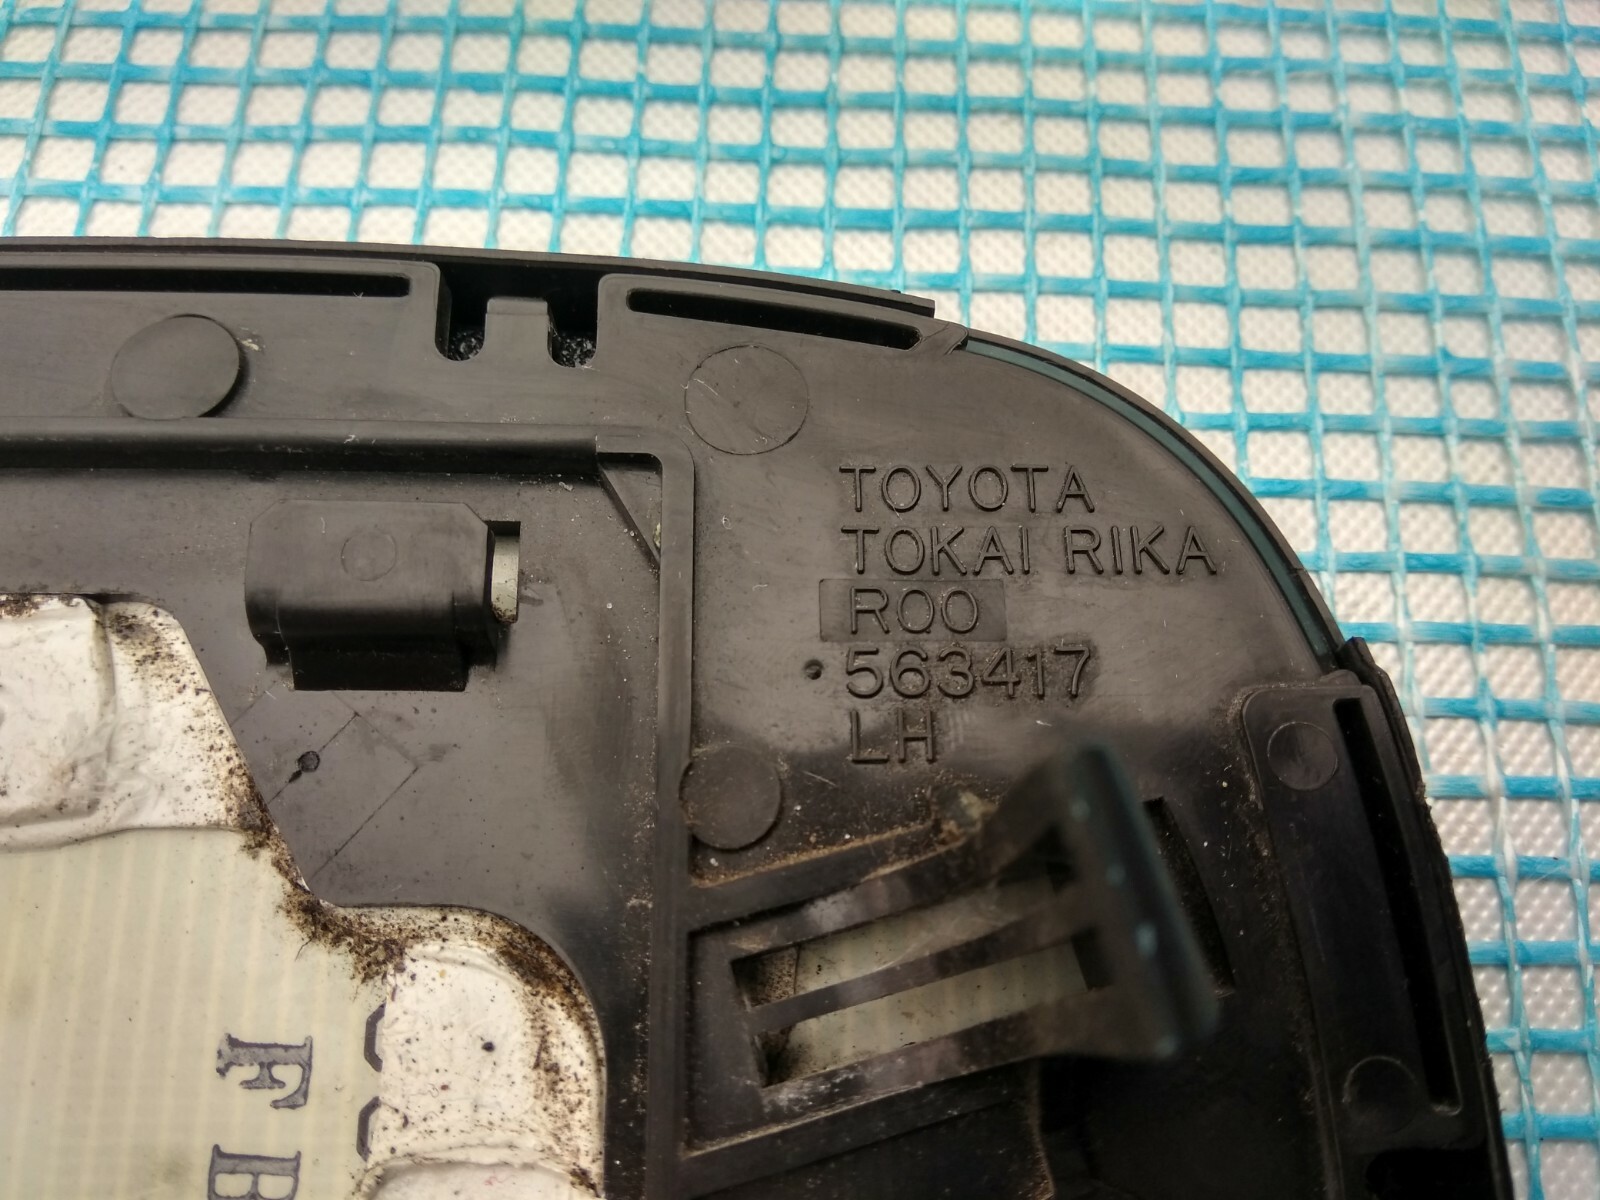 TOYOTA
TOKAI RIKA
R00
563417
LH
F
B